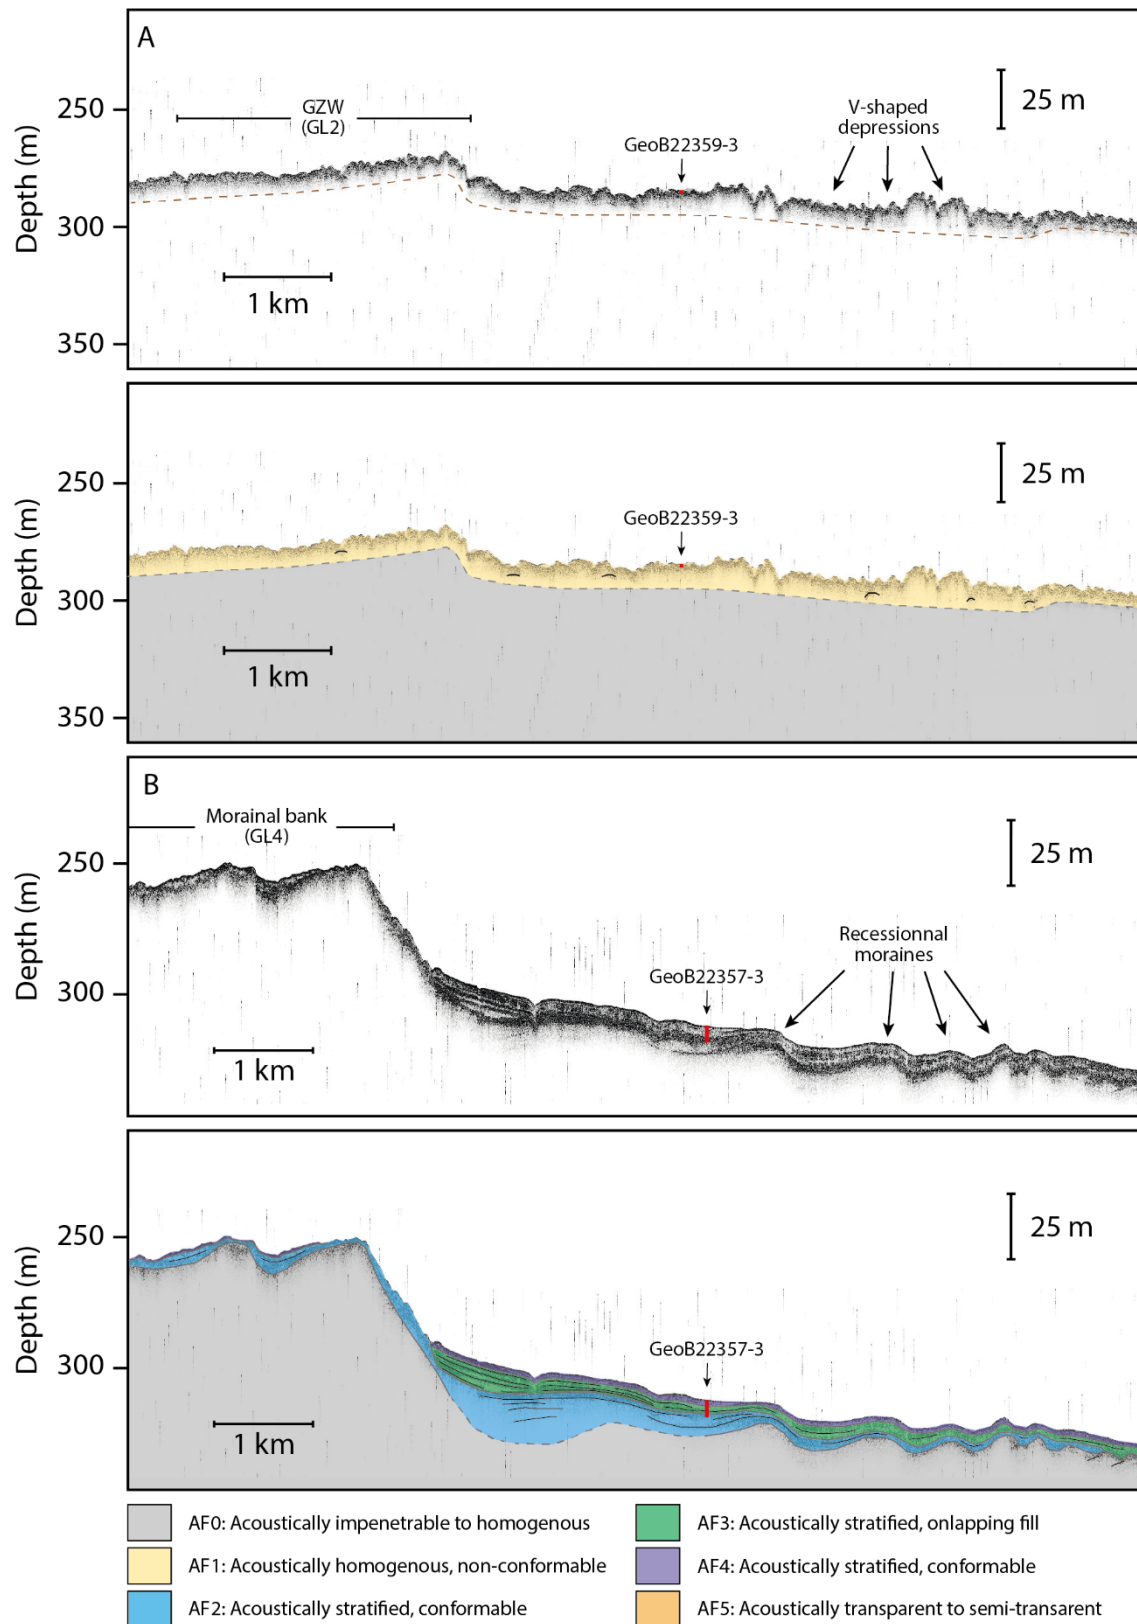 A
250
GZW
(GL2)
V-shaped
depressions
25 m
GeoB22359-3
Depth (m)
300
1 km
350
250
25 m
GeoB22359-3
Depth (m)
300
1 km
350
B
Morainal bank
(GL4)
25 m
250
Recessionnal
moraines
GeoB22357-3
Depth (m)
300
1 km
25 m
250
GeoB22357-3
Depth (m)
300
1 km
AF0: Acoustically impenetrable to homogenous
AF3: Acoustically stratified, onlapping fill
AF1: Acoustically homogenous, non-conformable
AF4: Acoustically stratified, conformable
AF2: Acoustically stratified, conformable
AF5: Acoustically transparent to semi-transarent